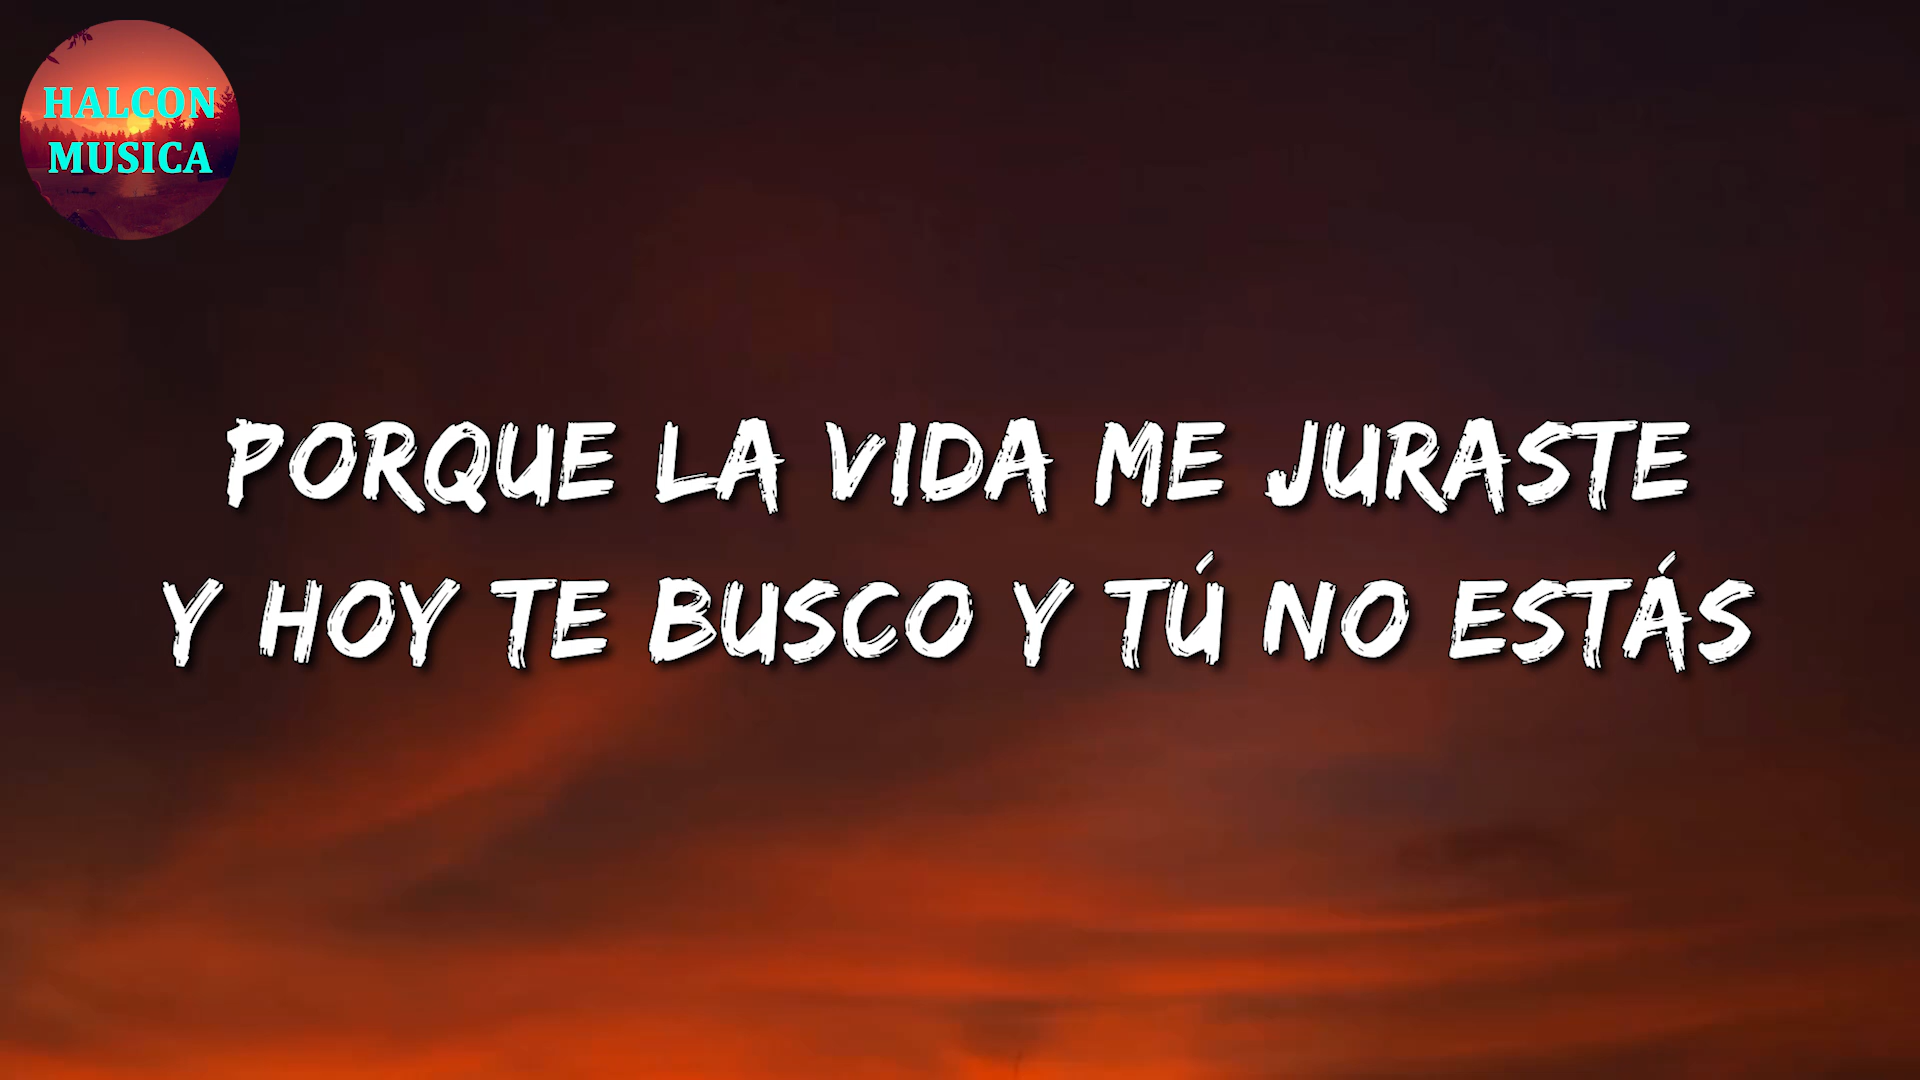 HALCON
MUSICA
PORQUE LA VIDA ME JURASTE
Y HOY TE BUSCO Y TÚ NO ESTÁS